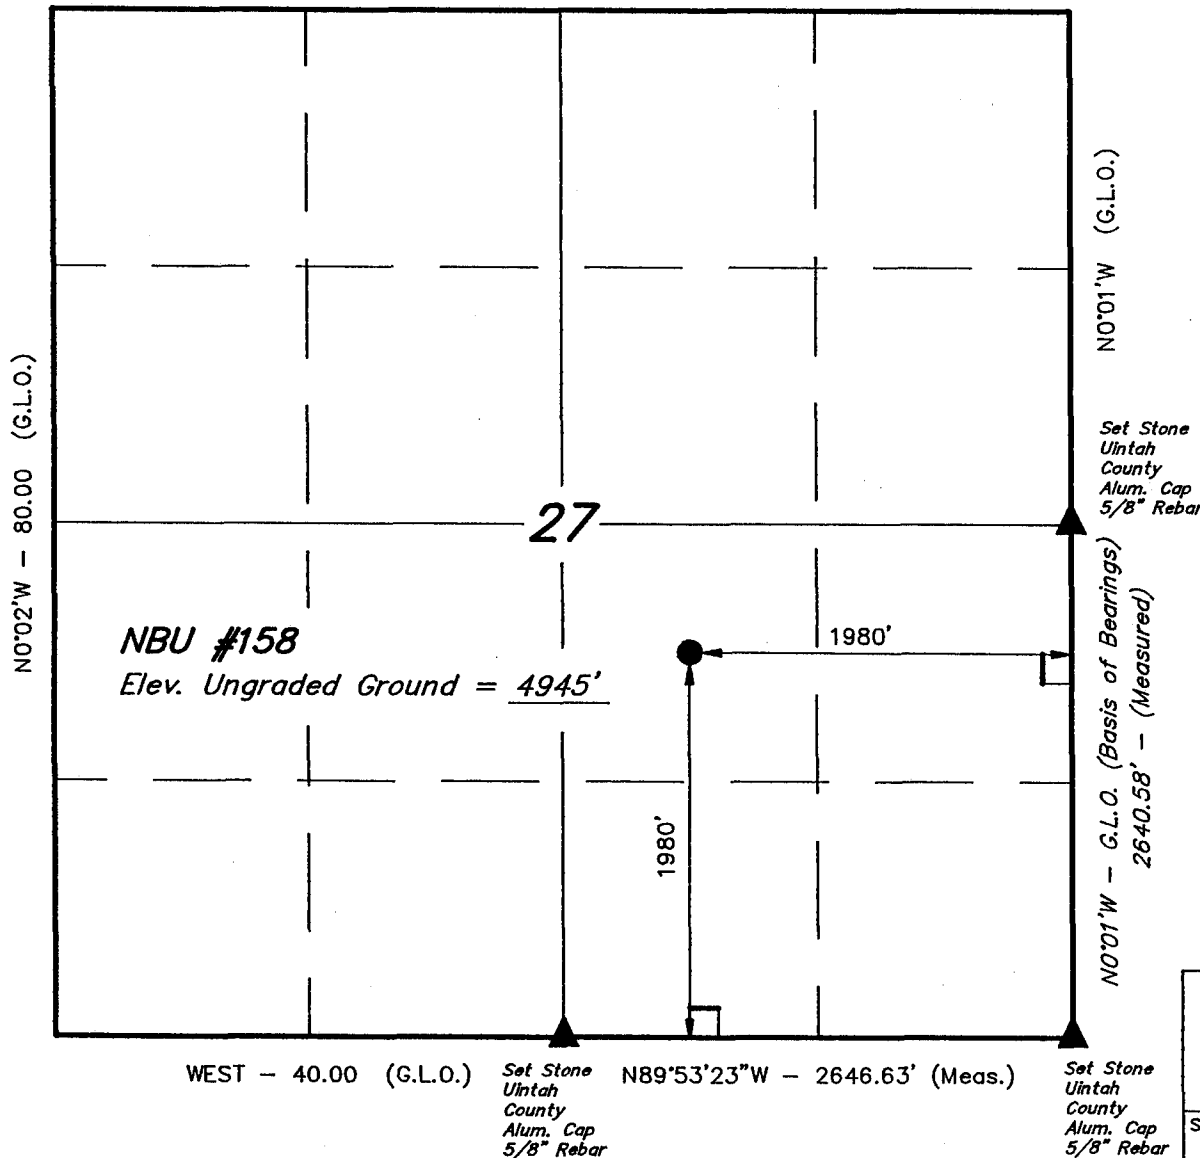 N0°01'W (G.L.O.)
N0°02'W – 80.00 (G.L.O.)
Set Stone
Uintah
County
Alum. Cap
5/8" Rebar
27
NBU #158
Elev. Ungraded Ground = 4945'
1980'
1980'
N0°01'W – G.L.O. (Basis of Bearings)
2640.58' – (Measured)
WEST – 40.00 (G.L.O.)
Set Stone
Uintah
County
Alum. Cap
5/8" Rebar
N89°53'23"W – 2646.63' (Meas.)
Set Stone
Uintah
County
Alum. Cap
5/8" Rebar
S